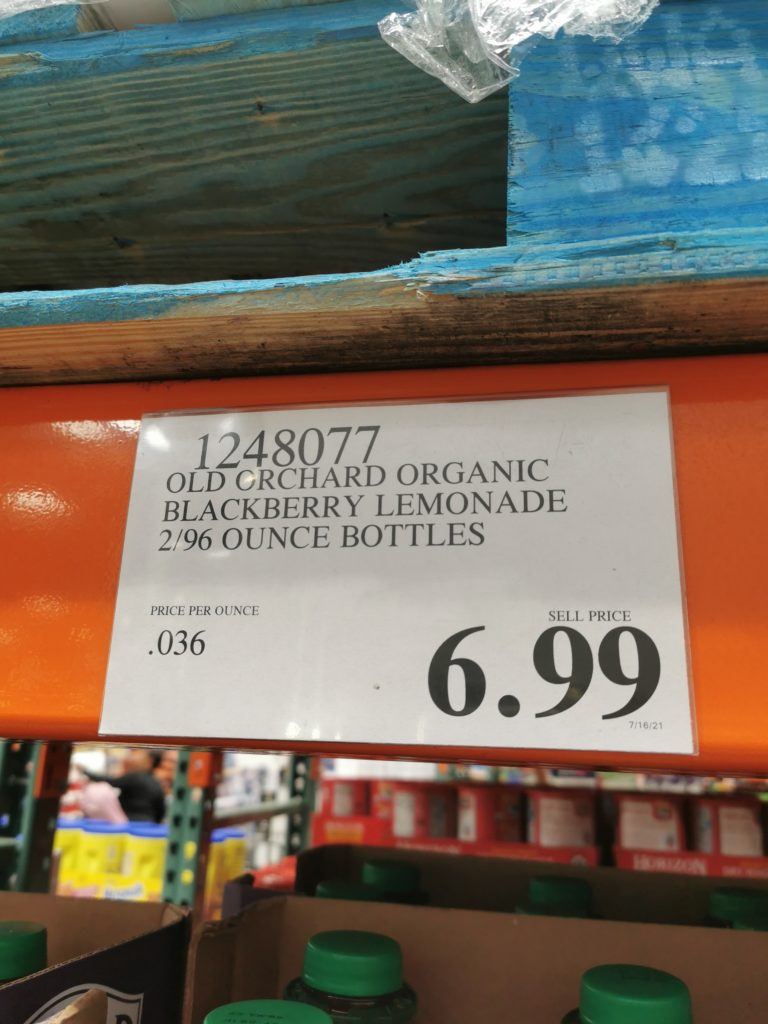 1248077
OLD ORCHARD ORGANIC
BLACKBERRY LEMONADE
2/96 OUNCE BOTTLES
PRICE PER OUNCE
.036
SELL PRICE
6.99
7/16/21
HORIZON